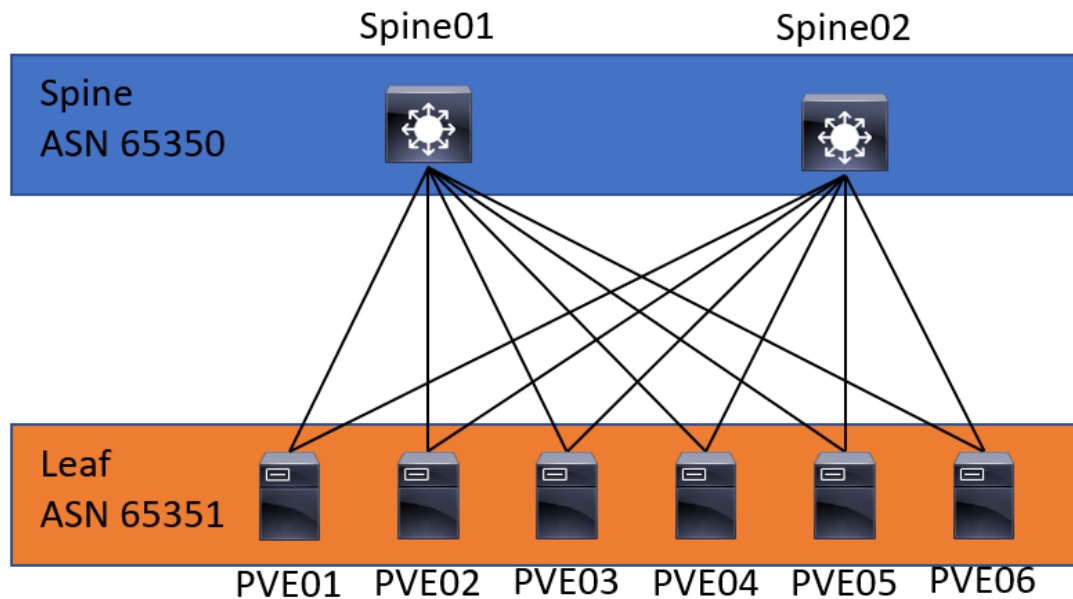 Spine01
Spine02
Spine
ASN 65350
Leaf
ASN 65351
PVE01
PVE02
PVE03
PVE04
PVE05
PVE06